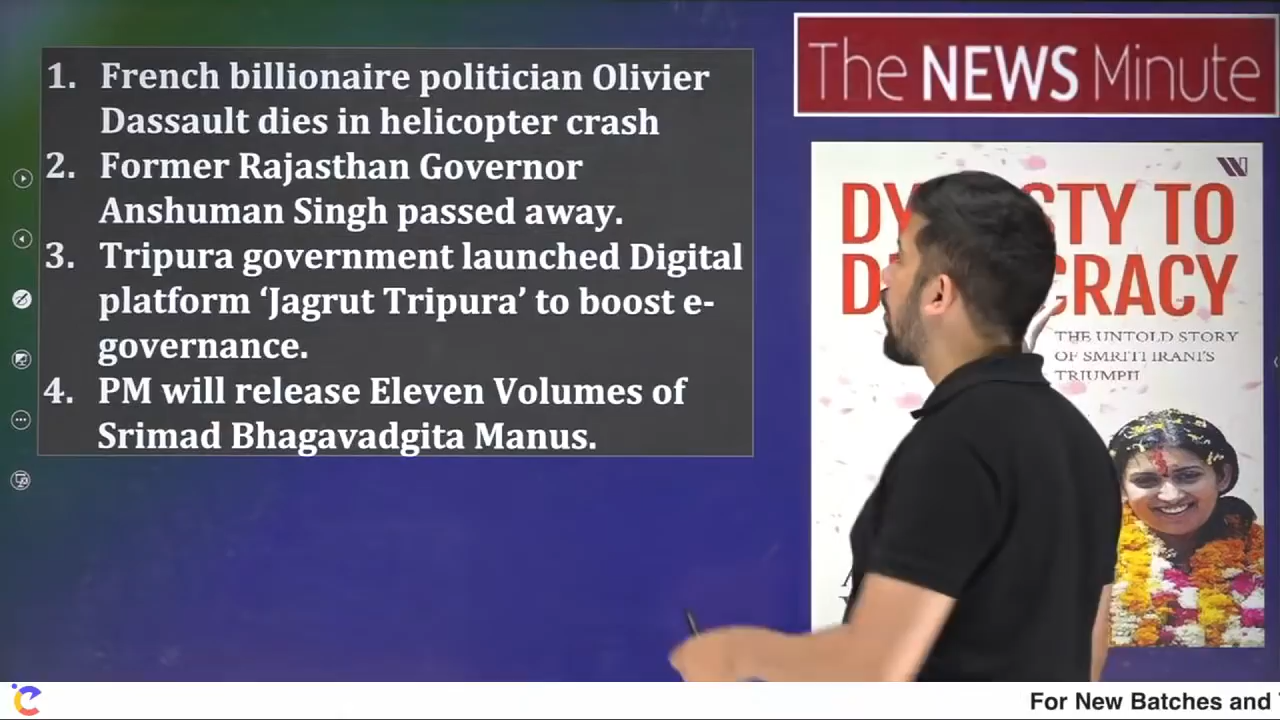 1. French billionaire politician Olivier
Dassault dies in helicopter crash
2. Former Rajasthan Governor
Anshuman Singh passed away.
3. Tripura government launched Digital
platform ‘Jagrut Tripura’ to boost e-
governance.
4. PM will release Eleven Volumes of
Srimad Bhagavadgita Manus.
The NEWS Minute
TO
THE UNTOLD STORY
OF SMRITI IRANI'S
TRIUMPH
For New Batches and